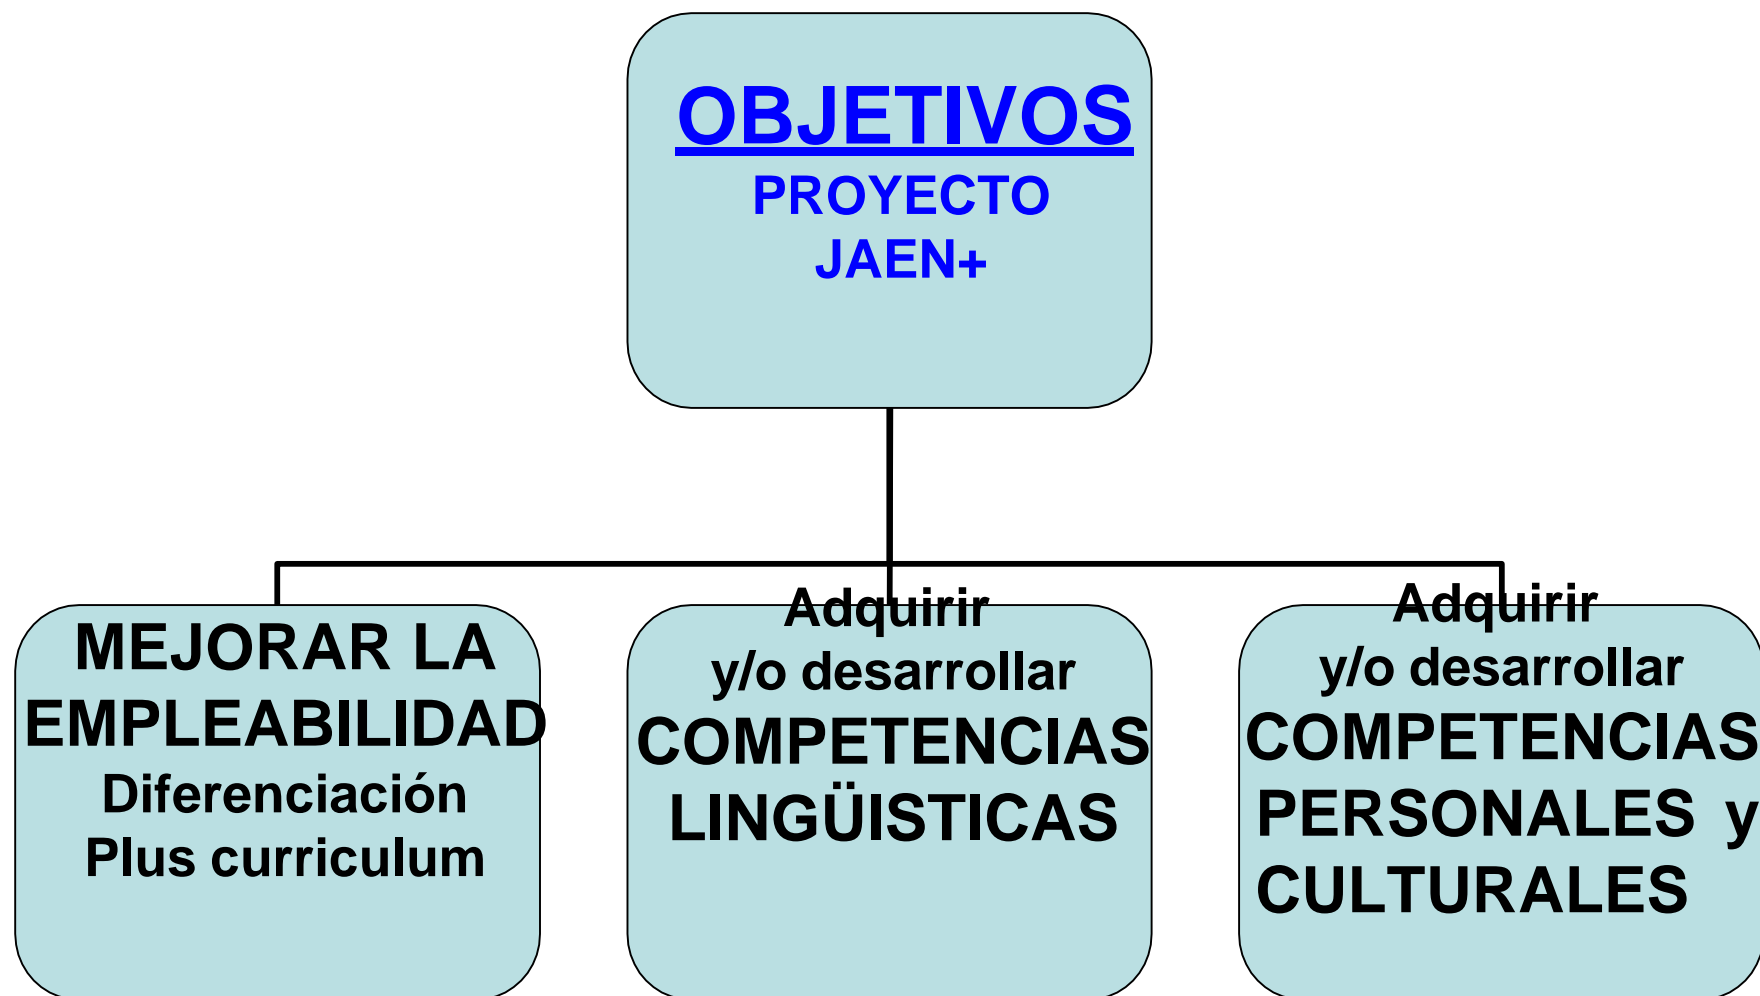 OBJETIVOS
PROYECTO
JAEN+
MEJORAR LA
EMPLEABILIDAD
Diferenciación
Plus curriculum
Adquirir
y/o desarrollar
COMPETENCIAS
LINGÜISTICAS
Adquirir
y/o desarrollar
COMPETENCIAS
PERSONALES y
CULTURALES